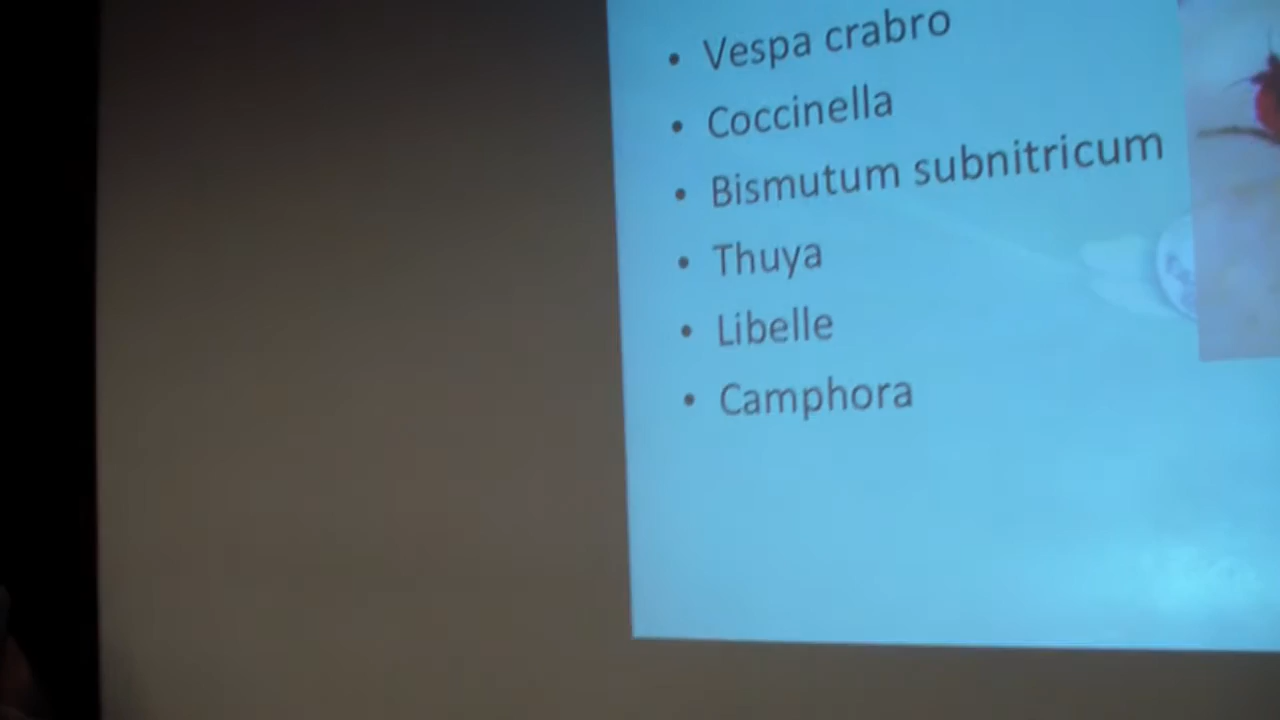 • Vespa crabro
• Coccinella
• Bismutum subnitricum
• Thuya
• Libelle
• Camphora